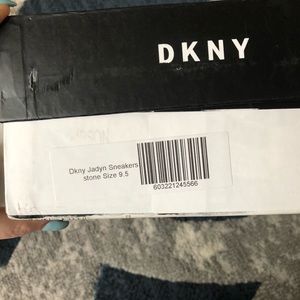 DKNY
Dkny Jadyn Sneakers
stone Size 9.5
603221245566